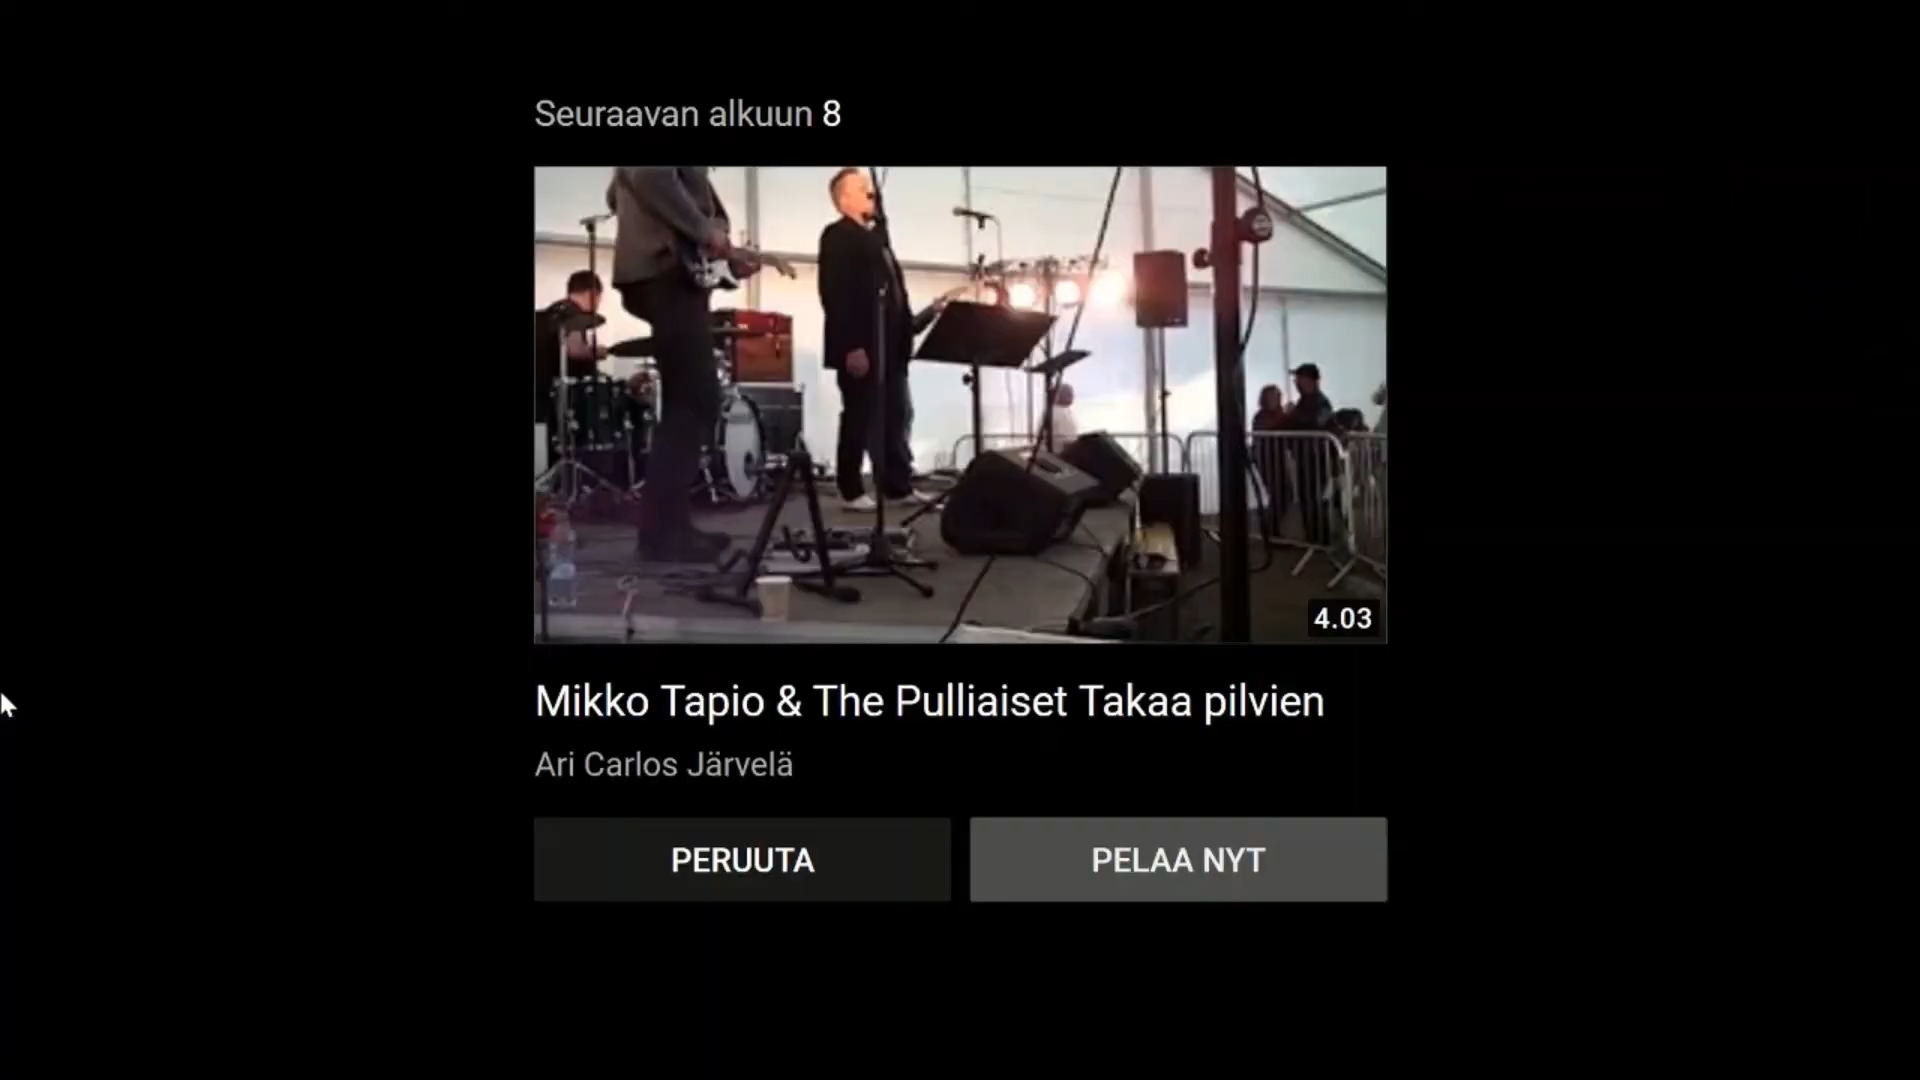 Seuraavan alkuun 8
4.03
Mikko Tapio & The Pulliaiset Takaa pilvien
Ari Carlos Järvelä
PERUUTA
PELAA NYT